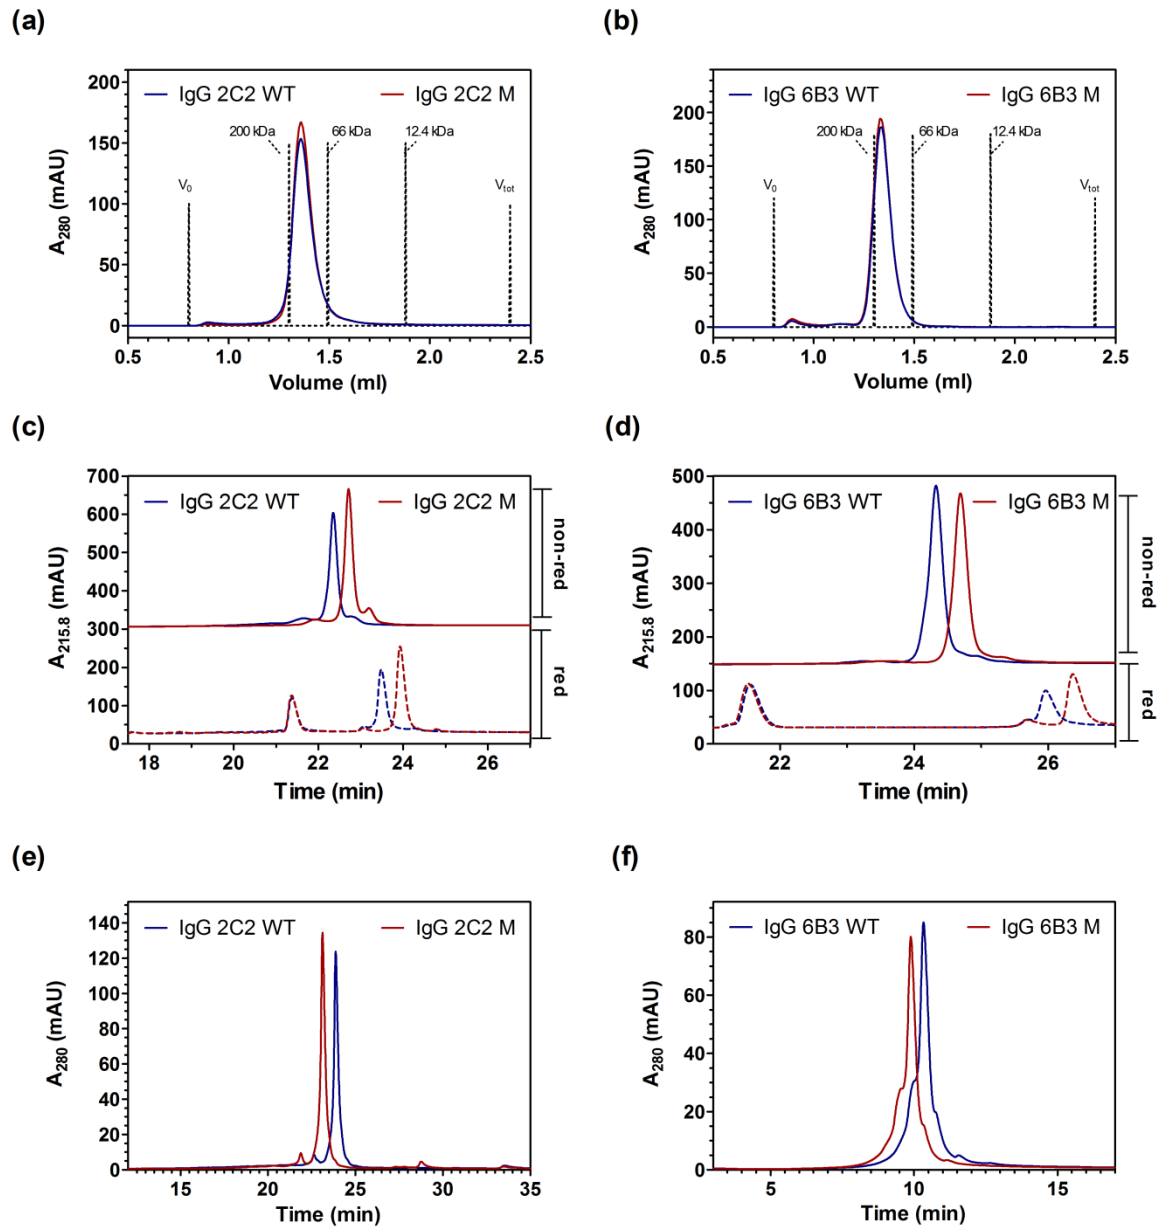 (a)
IgG 2C2 WT IgG 2C2 M
200 kDa 66 kDa 12.4 kDa
V0 Vtot
A280 (mAU)
200
150
100
50
0
0.5 1.0 1.5 2.0 2.5
Volume (ml)
(b)
IgG 6B3 WT IgG 6B3 M
200 kDa 66 kDa 12.4 kDa
V0 Vtot
A280 (mAU)
200
150
100
50
0
0.5 1.0 1.5 2.0 2.5
Volume (ml)
(c)
IgG 2C2 WT IgG 2C2 M
A215.8 (mAU)
700
600
500
400
300
200
100
0
non-red
red
18 20 22 24 26
Time (min)
(d)
IgG 6B3 WT IgG 6B3 M
A215.8 (mAU)
500
400
300
200
100
0
non-red
red
22 24 26
Time (min)
(e)
IgG 2C2 WT IgG 2C2 M
A280 (mAU)
140
120
100
80
60
40
20
0
15 20 25 30 35
Time (min)
(f)
IgG 6B3 WT IgG 6B3 M
A280 (mAU)
80
60
40
20
0
5 10 15
Time (min)